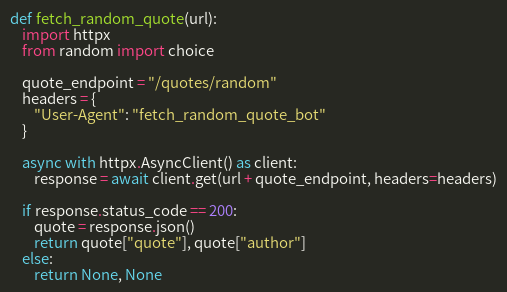 def fetch_random_quote(url):
    import httpx
    from random import choice

    quote_endpoint = "/quotes/random"
    headers = {
        "User-Agent": "fetch_random_quote_bot"
    }

    async with httpx.AsyncClient() as client:
        response = await client.get(url + quote_endpoint, headers=headers)

    if response.status_code == 200:
        quote = response.json()
        return quote["quote"], quote["author"]
    else:
        return None, None